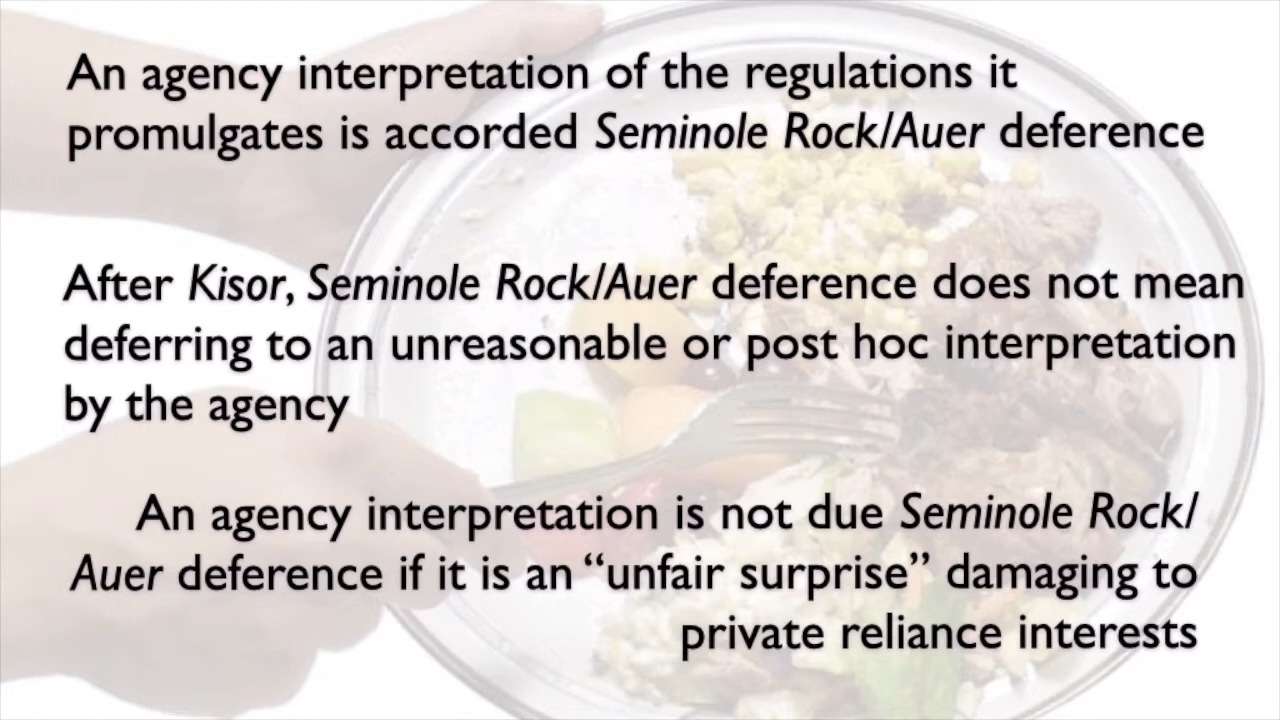 An agency interpretation of the regulations it
promulgates is accorded Seminole Rock/Auer deference
After Kisor, Seminole Rock/Auer deference does not mean
deferring to an unreasonable or post hoc interpretation
by the agency
An agency interpretation is not due Seminole Rock/
Auer deference if it is an “unfair surprise” damaging to
private reliance interests